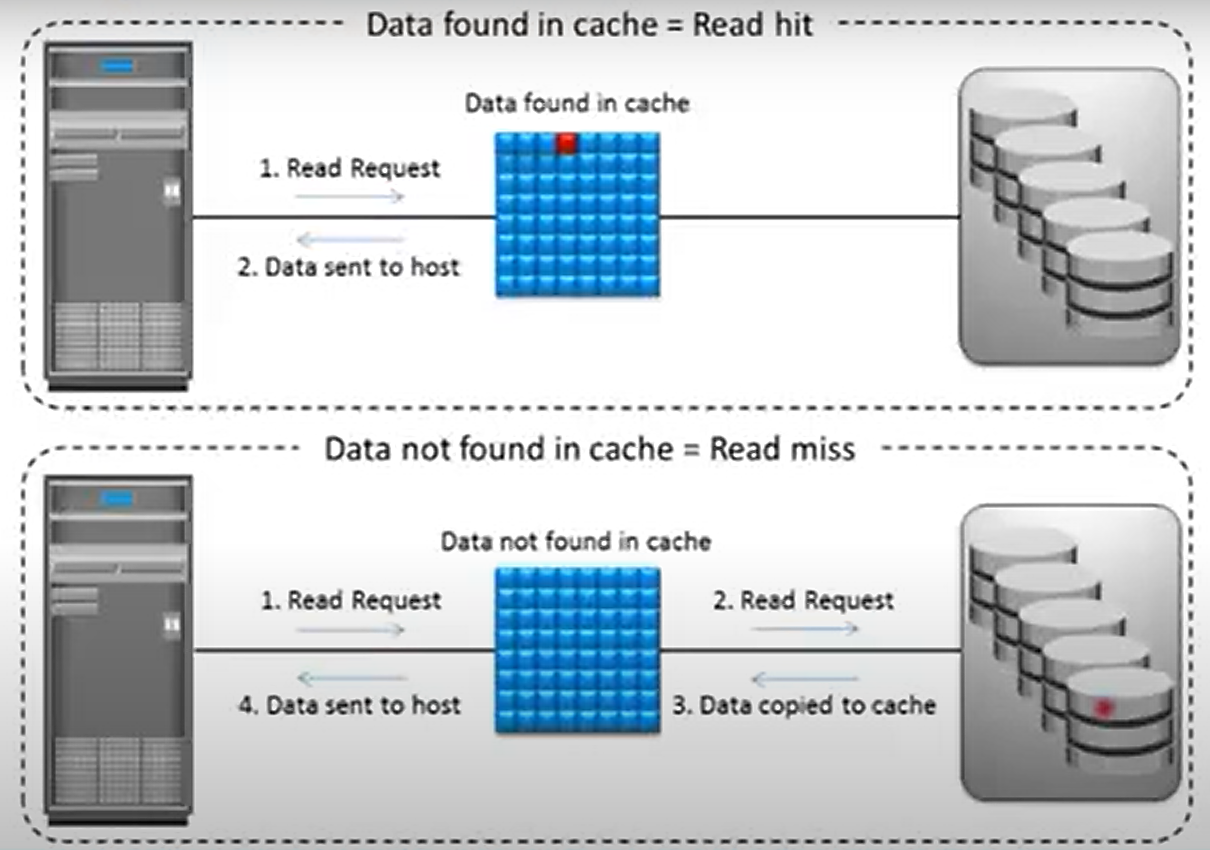 Data found in cache = Read hit
Data found in cache
1. Read Request
2. Data sent to host
Data not found in cache = Read miss
Data not found in cache
1. Read Request
2. Read Request
4. Data sent to host
3. Data copied to cache